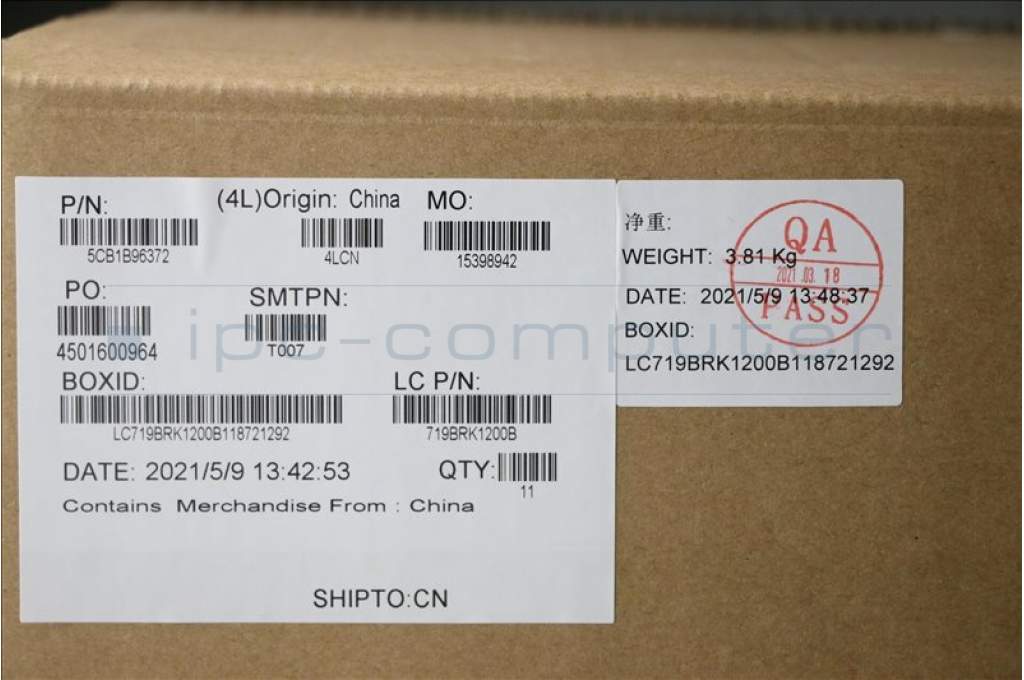 P/N:
5CB1B96372
(4L)Origin: China
4LCN
MO:
15398942
PO:
4501600964
SMTPN:
T007
BOXID:
LC719BRK1200B118721292
LC P/N:
719BRK1200B
DATE: 2021/5/9 13:42:53
QTY:
11
Contains Merchandise From : China
SHIPTO:CN
净重:
WEIGHT: 3.81 Kg
DATE: 2021/5/9 13:48:37
BOXID:
LC719BRK1200B118721292
QA
2021.03.18
PASS
ipc-computer